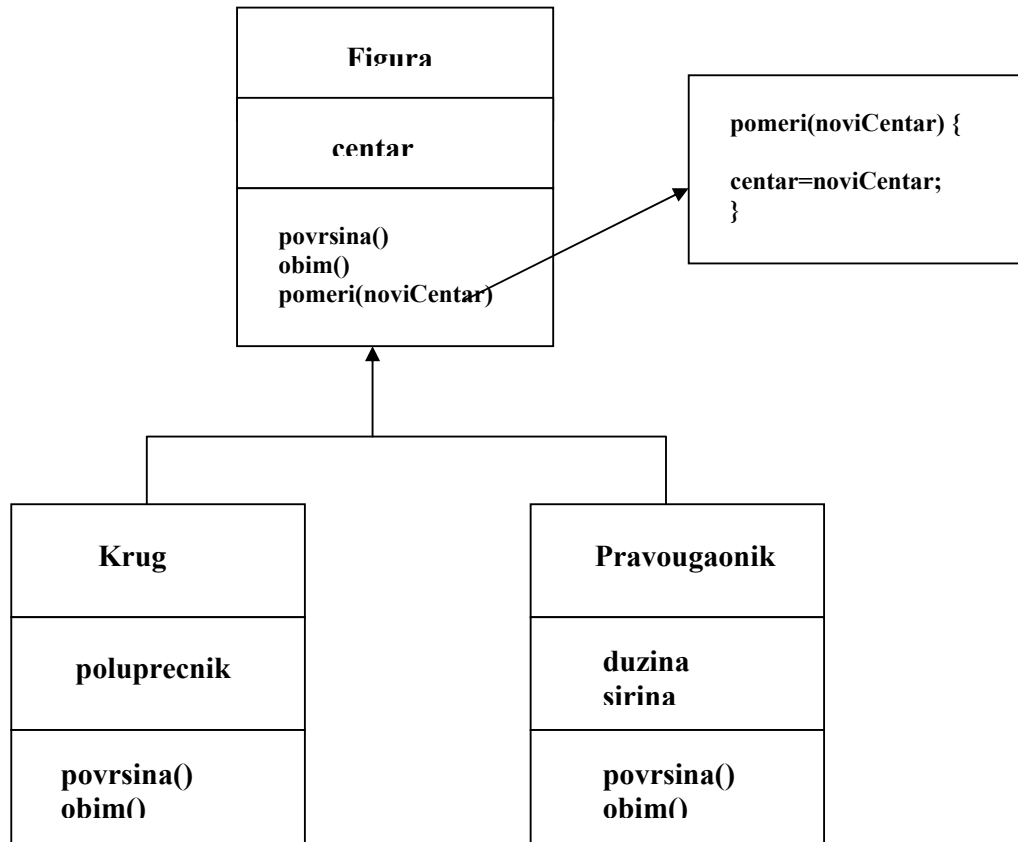 Figura
centar
povrsina()
obim()
pomeri(noviCentar)
pomeri(noviCentar) {
centar=noviCentar;
}
Krug
poluprecnik
povrsina()
obim()
Pravougaonik
duzina
sirina
povrsina()
obim()